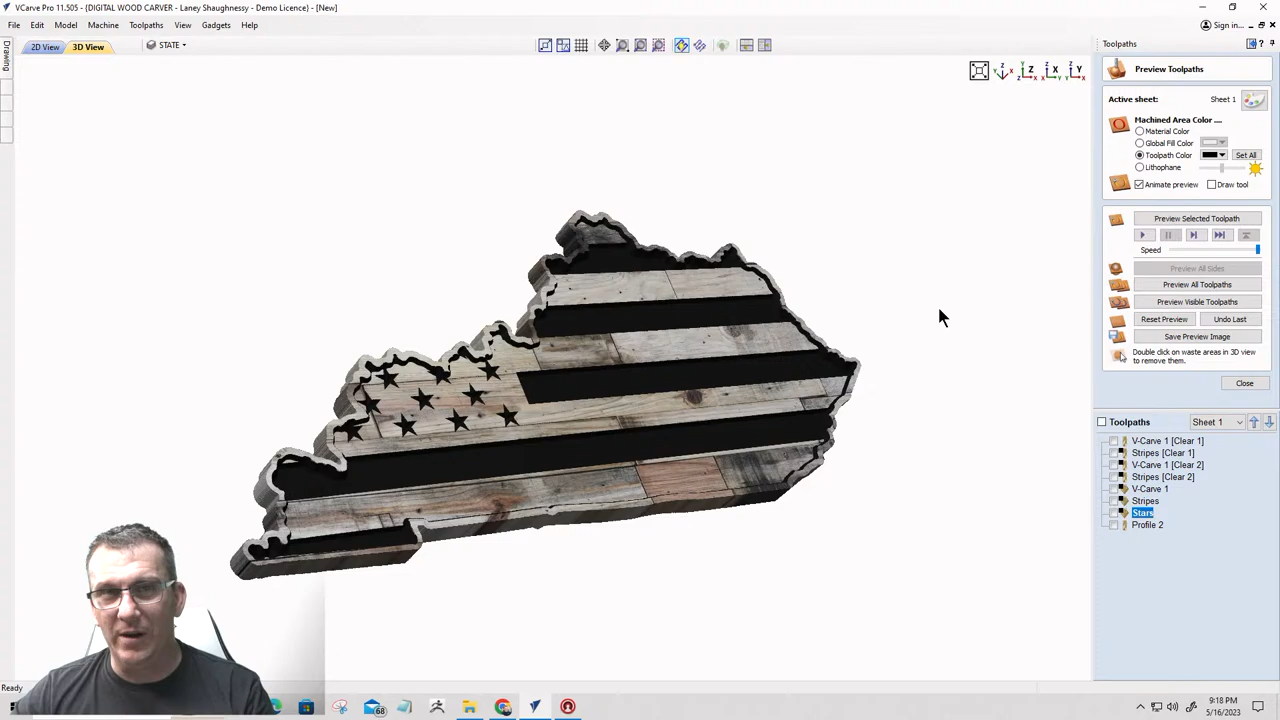 VCarve Pro 11.505 - (DIGITAL WOOD CARVER - Laney Shaughnessy - Demo Licence) - [New]
File Edit Model Machine Toolpaths View Gadgets Help
Sign in...
2D View 3D View STATE
Drawing
Z X Y
Toolpaths
Preview Toolpaths
Active sheet: Sheet 1
Machined Area Color ....
Material Color
Global Fill Color
Toolpath Color Set All
Lithophane
Animate preview Draw tool
Preview Selected Toolpath
Speed
Preview All Sides
Preview All Toolpaths
Preview Visible Toolpaths
Reset Preview Undo Last
Save Preview Image
Double click on waste areas in 3D view
to remove them.
Close
Toolpaths Sheet 1
V-Carve 1 [Clear 1]
Stripes [Clear 1]
V-Carve 1 [Clear 2]
Stripes [Clear 2]
V-Carve 1
Stripes
Stars
Profile 2
Ready
68
9:18 PM
5/16/2023